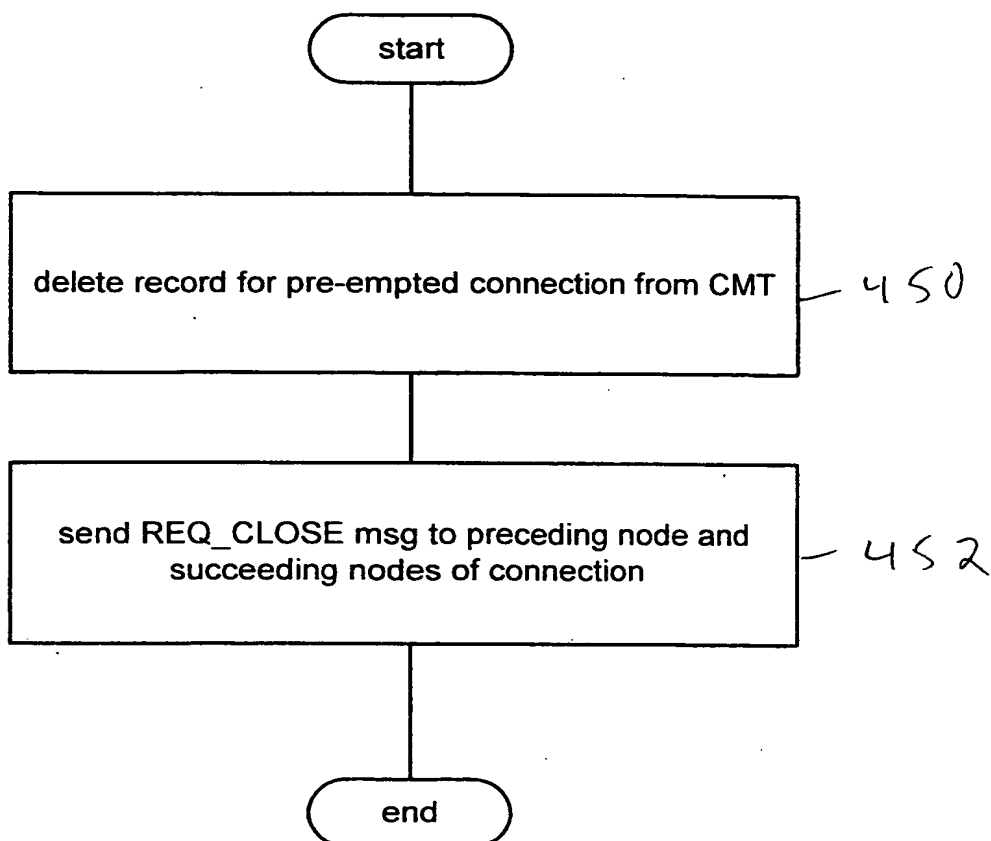 start
delete record for pre-empted connection from CMT
450
send REQ_CLOSE msg to preceding node and
succeeding nodes of connection
452
end